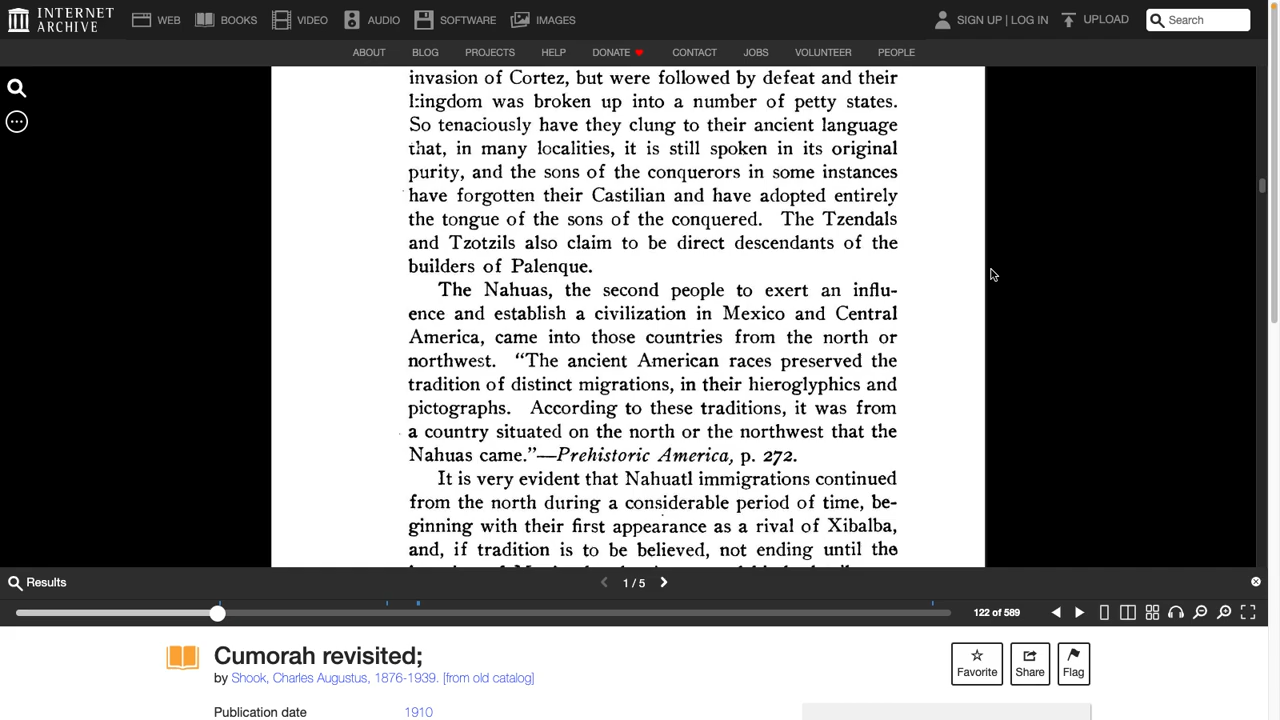 INTERNET
ARCHIVE
WEB
BOOKS
VIDEO
AUDIO
SOFTWARE
IMAGES
SIGN UP | LOG IN
UPLOAD
Search
ABOUT
BLOG
PROJECTS
HELP
DONATE
CONTACT
JOBS
VOLUNTEER
PEOPLE
invasion of Cortez, but were followed by defeat and their
kingdom was broken up into a number of petty states.
So tenaciously have they clung to their ancient language
that, in many localities, it is still spoken in its original
purity, and the sons of the conquerors in some instances
have forgotten their Castilian and have adopted entirely
the tongue of the sons of the conquered. The Tzendals
and Tzotzils also claim to be direct descendants of the
builders of Palenque.
The Nahuas, the second people to exert an influ-
ence and establish a civilization in Mexico and Central
America, came into those countries from the north or
northwest. "The ancient American races preserved the
tradition of distinct migrations, in their hieroglyphics and
pictographs. According to these traditions, it was from
a country situated on the north or the northwest that the
Nahuas came."—Prehistoric America, p. 272.
It is very evident that Nahuatl immigrations continued
from the north during a considerable period of time, be-
ginning with their first appearance as a rival of Xibalba,
and, if tradition is to be believed, not ending until the
Results
1 / 5
122 of 589
Cumorah revisited;
by Shook, Charles Augustus, 1876-1939. [from old catalog]
Favorite
Share
Flag
Publication date 1910